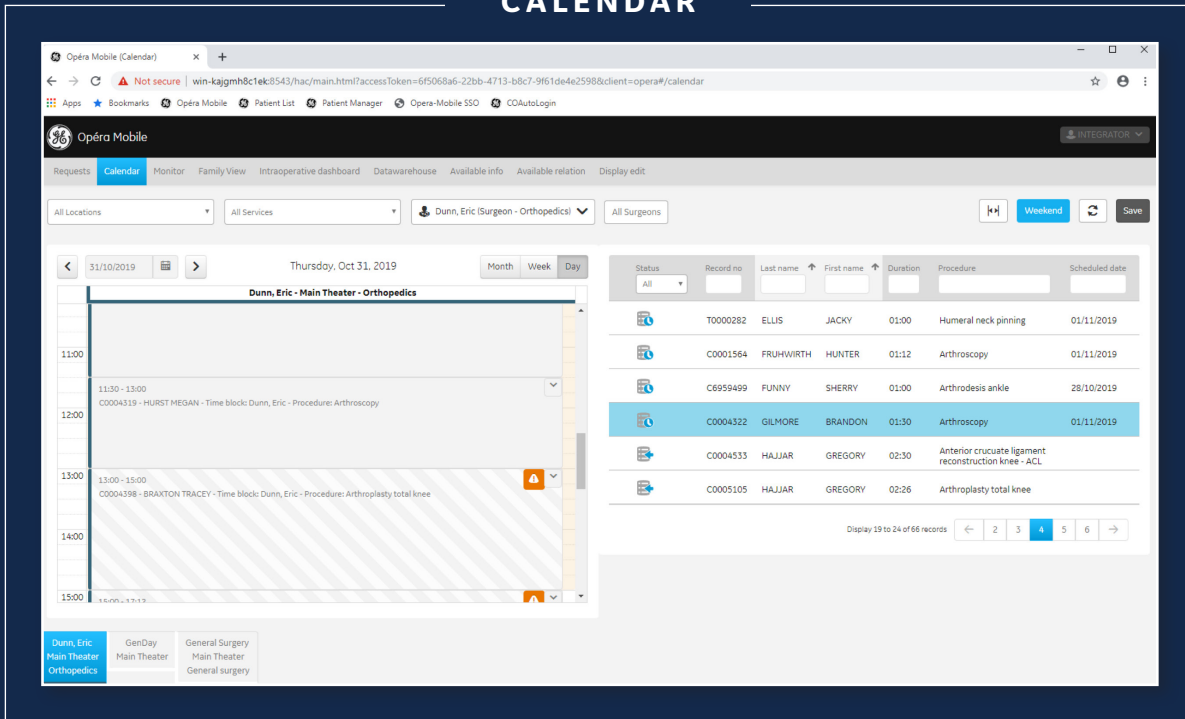 CALENDAR
Opéra Mobile (Calendar)
Not secure | win-kajgmh8c1ek:8543/hac/main.html?accessToken=6f5068a6-22bb-4713-b8c7-9f61de4e2598&client=opera#/calendar
Apps Bookmarks Opéra Mobile Patient List Patient Manager Opera-Mobile SSO COAutoLogin
Opéra Mobile INTEGRATOR
Requests Calendar Monitor Family View Intraoperative dashboard Datawarehouse Available info Available relation Display edit
All Locations All Services Dunn, Eric (Surgeon - Orthopedics) All Surgeons Weekend Save
31/10/2019 Thursday, Oct 31, 2019 Month Week Day
Dunn, Eric - Main Theater - Orthopedics
11:00
11:30 - 13:00
C0004319 - HURST MEGAN - Time block: Dunn, Eric - Procedure: Arthroscopy
12:00
13:00
13:00 - 15:00
C0004398 - BRAXTON TRACEY - Time block: Dunn, Eric - Procedure: Arthroplasty total knee
14:00
15:00
15:00 - 17:12
Status Record no Last name First name Duration Procedure Scheduled date
All
T0000282 ELLIS JACKY 01:00 Humeral neck pinning 01/11/2019
C0001564 FRUHWIRTH HUNTER 01:12 Arthroscopy 01/11/2019
C6959499 FUNNY SHERRY 01:00 Arthrodesis ankle 28/10/2019
C0004322 GILMORE BRANDON 01:30 Arthroscopy 01/11/2019
C0004533 HAJJAR GREGORY 02:30 Anterior crucuate ligament
reconstruction knee - ACL
C0005105 HAJJAR GREGORY 02:26 Arthroplasty total knee
Display 19 to 24 of 66 records 2 3 4 5 6
Dunn, Eric
Main Theater
Orthopedics
GenDay
Main Theater
General Surgery
Main Theater
General surgery